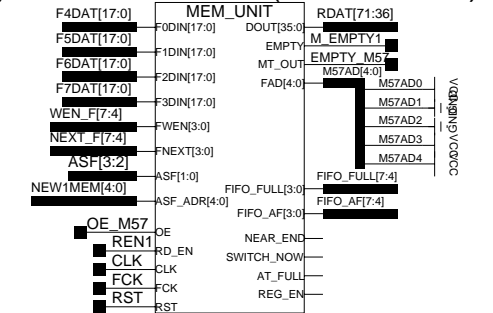 MEM_UNIT
F4DAT[17:0]
F0DIN[17:0]
DOUT[35:0]
RDAT[71:36]
F5DAT[17:0]
F1DIN[17:0]
EMPTY
M_EMPTY1
F6DAT[17:0]
F2DIN[17:0]
MT_OUT
EMPTY_M57
F7DAT[17:0]
F3DIN[17:0]
FAD[4:0]
M57AD[4:0]
M57AD0
WEN_F[7:4]
FWEN[3:0]
M57AD1
NEXT_F[7:4]
FNEXT[3:0]
M57AD2
M57AD3
ASF[3:2]
ASF[1:0]
M57AD4
VCC
NEW1MEM[4:0]
ASF_ADR[4:0]
FIFO_FULL[3:0]
FIFO_FULL[7:4]
FIFO_AF[3:0]
FIFO_AF[7:4]
OE_M57
OE
NEAR_END
REN1
RD_EN
SWITCH_NOW
CLK
CLK
AT_FULL
FCK
FCK
REG_EN
RST
RST